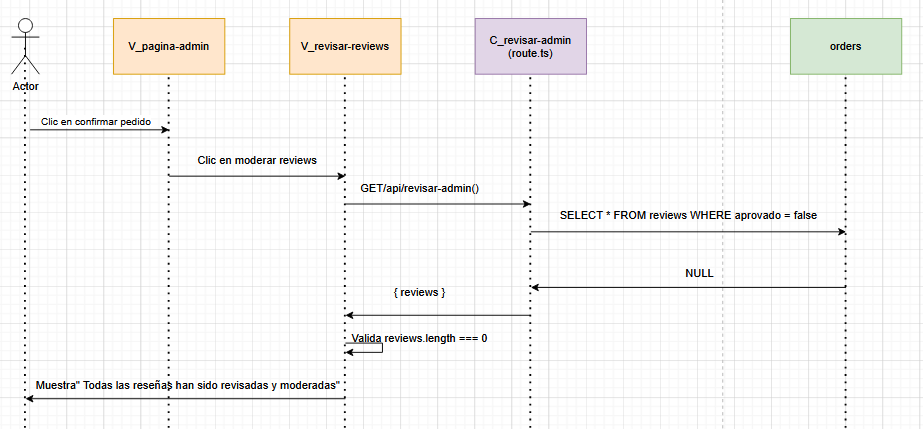 V_pagina-admin
V_revisar-reviews
C_revisar-admin
(route.ts)
orders
Actor
Clic en confirmar pedido
Clic en moderar reviews
GET/api/revisar-admin()
SELECT * FROM reviews WHERE aprovado = false
NULL
{ reviews }
Valida reviews.length === 0
Muestra" Todas las reseñas han sido revisadas y moderadas"